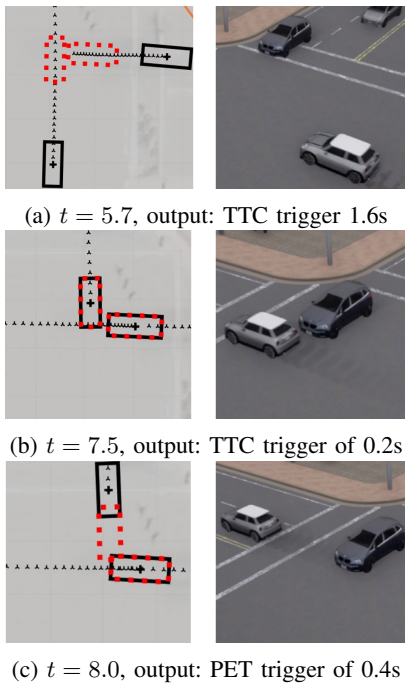 (a) t = 5.7, output: TTC trigger 1.6s
(b) t = 7.5, output: TTC trigger of 0.2s
(c) t = 8.0, output: PET trigger of 0.4s